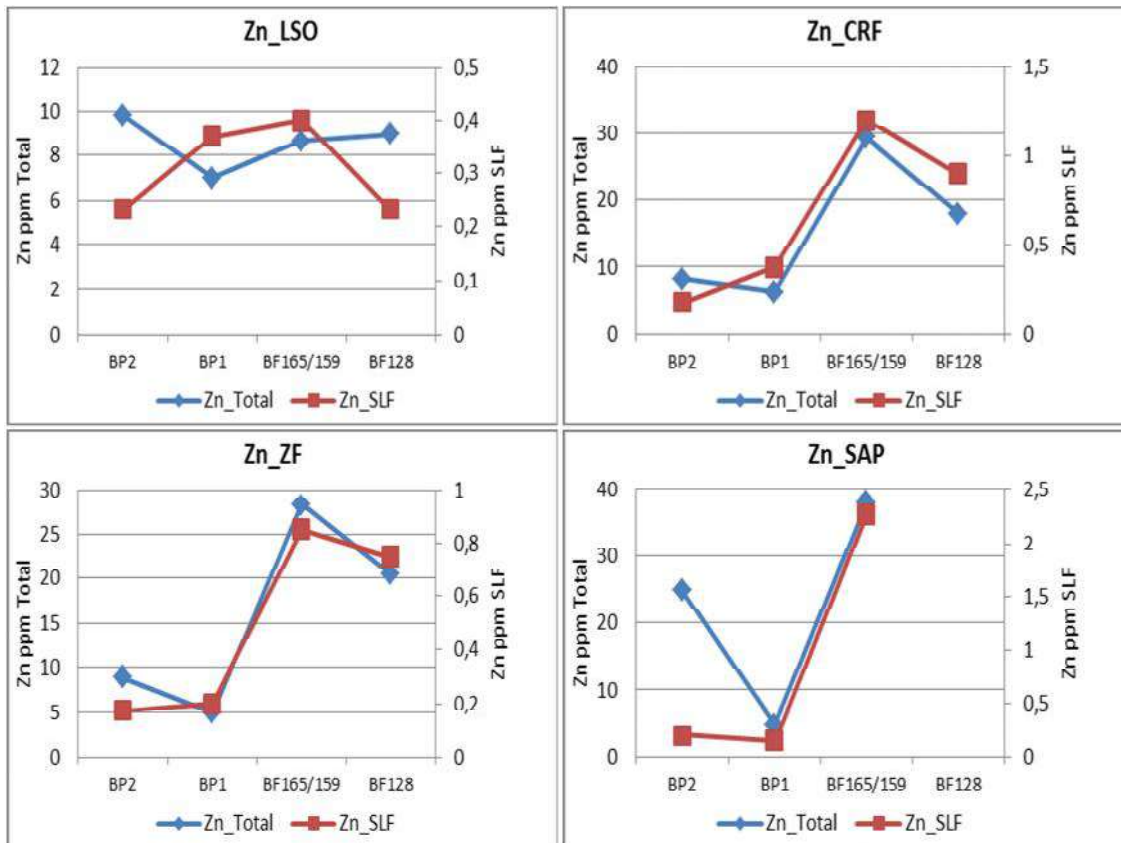 Zn_LSO
12
10
8
6
4
2
0
Zn ppm Total
0,5
0,4
0,3
0,2
0,1
0
Zn ppm SLF
BP2 BP1 BF165/159 BF128
Zn_Total Zn_SLF
Zn_CRF
40
30
20
10
0
Zn ppm Total
1,5
1
0,5
0
Zn ppm SLF
BP2 BP1 BF165/159 BF128
Zn_Total Zn_SLF
Zn_ZF
30
25
20
15
10
5
0
Zn ppm Total
1
0,8
0,6
0,4
0,2
0
Zn ppm SLF
BP2 BP1 BF165/159 BF128
Zn_Total Zn_SLF
Zn_SAP
40
30
20
10
0
Zn ppm Total
2,5
2
1,5
1
0,5
0
Zn ppm SLF
BP2 BP1 BF165/159 BF128
Zn_Total Zn_SLF